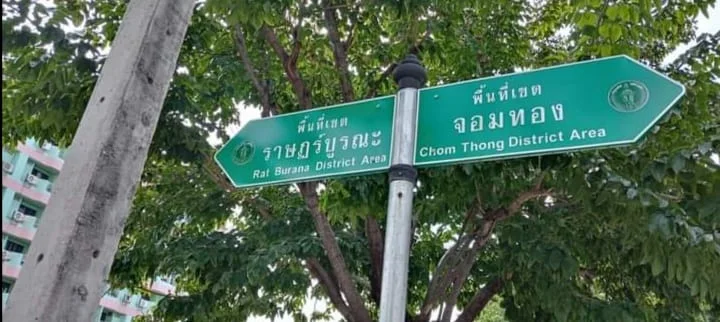 พื้นที่เขต
ราษฎร์บูรณะ
Rat Burana District Area
พื้นที่เขต
จอมทอง
Chom Thong District Area